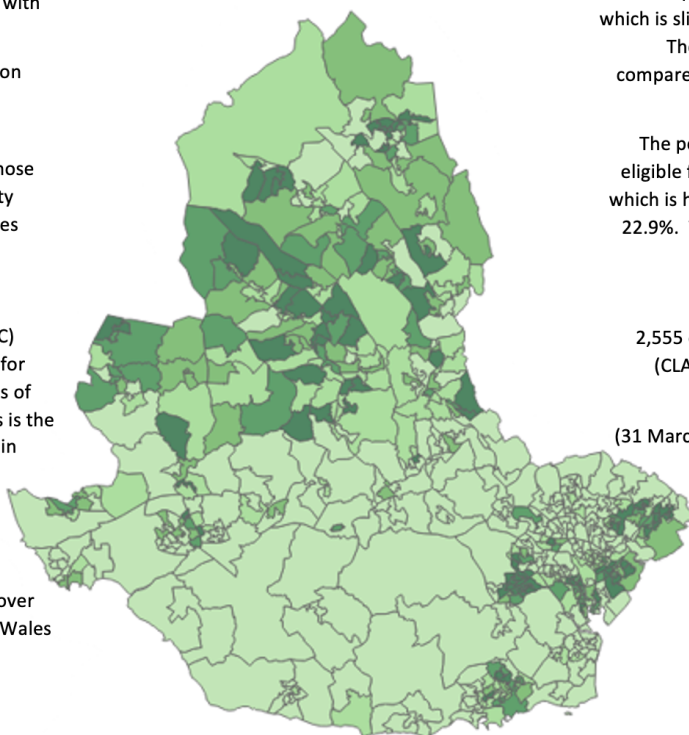 with
on
hose
ty
es
C)
for
s of
s is the
in
over
Wales
which is sli
The
compare
The pe
eligible f
which is h
22.9%.
2,555
(CLA
(31 Marc